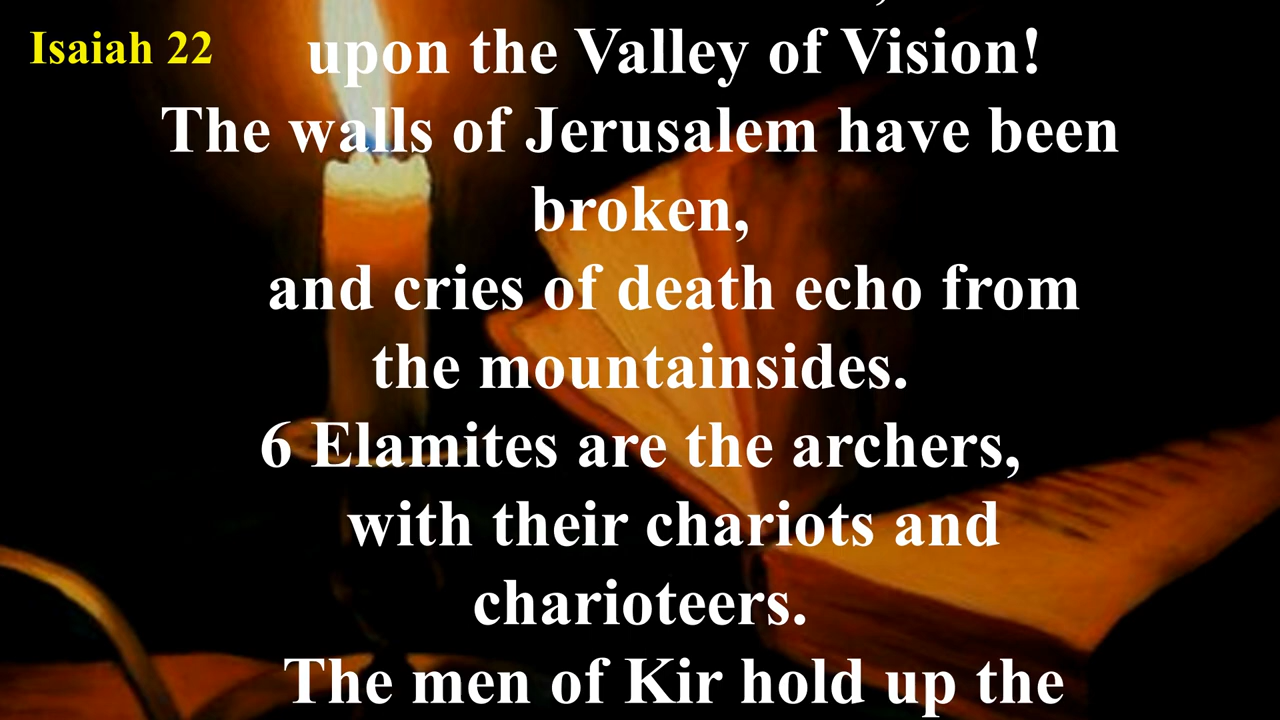 Isaiah 22
upon the Valley of Vision!
The walls of Jerusalem have been
broken,
and cries of death echo from
the mountainsides.
6 Elamites are the archers,
with their chariots and
charioteers.
The men of Kir hold up the